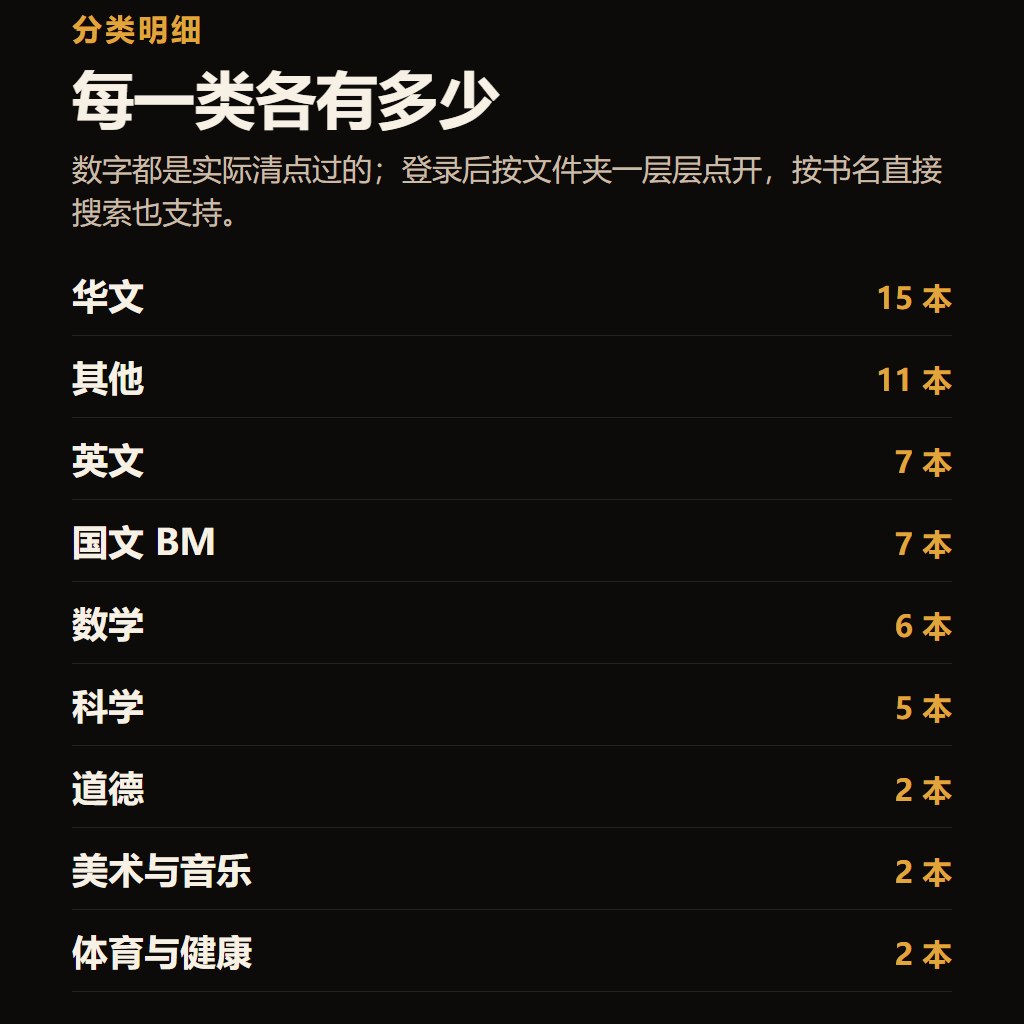 分类明细
每一类各有多少
数字都是实际清点过的；登录后按文件夹一层层点开，按书名直接
搜索也支持。
华文 15 本
其他 11 本
英文 7 本
国文 BM 7 本
数学 6 本
科学 5 本
道德 2 本
美术与音乐 2 本
体育与健康 2 本